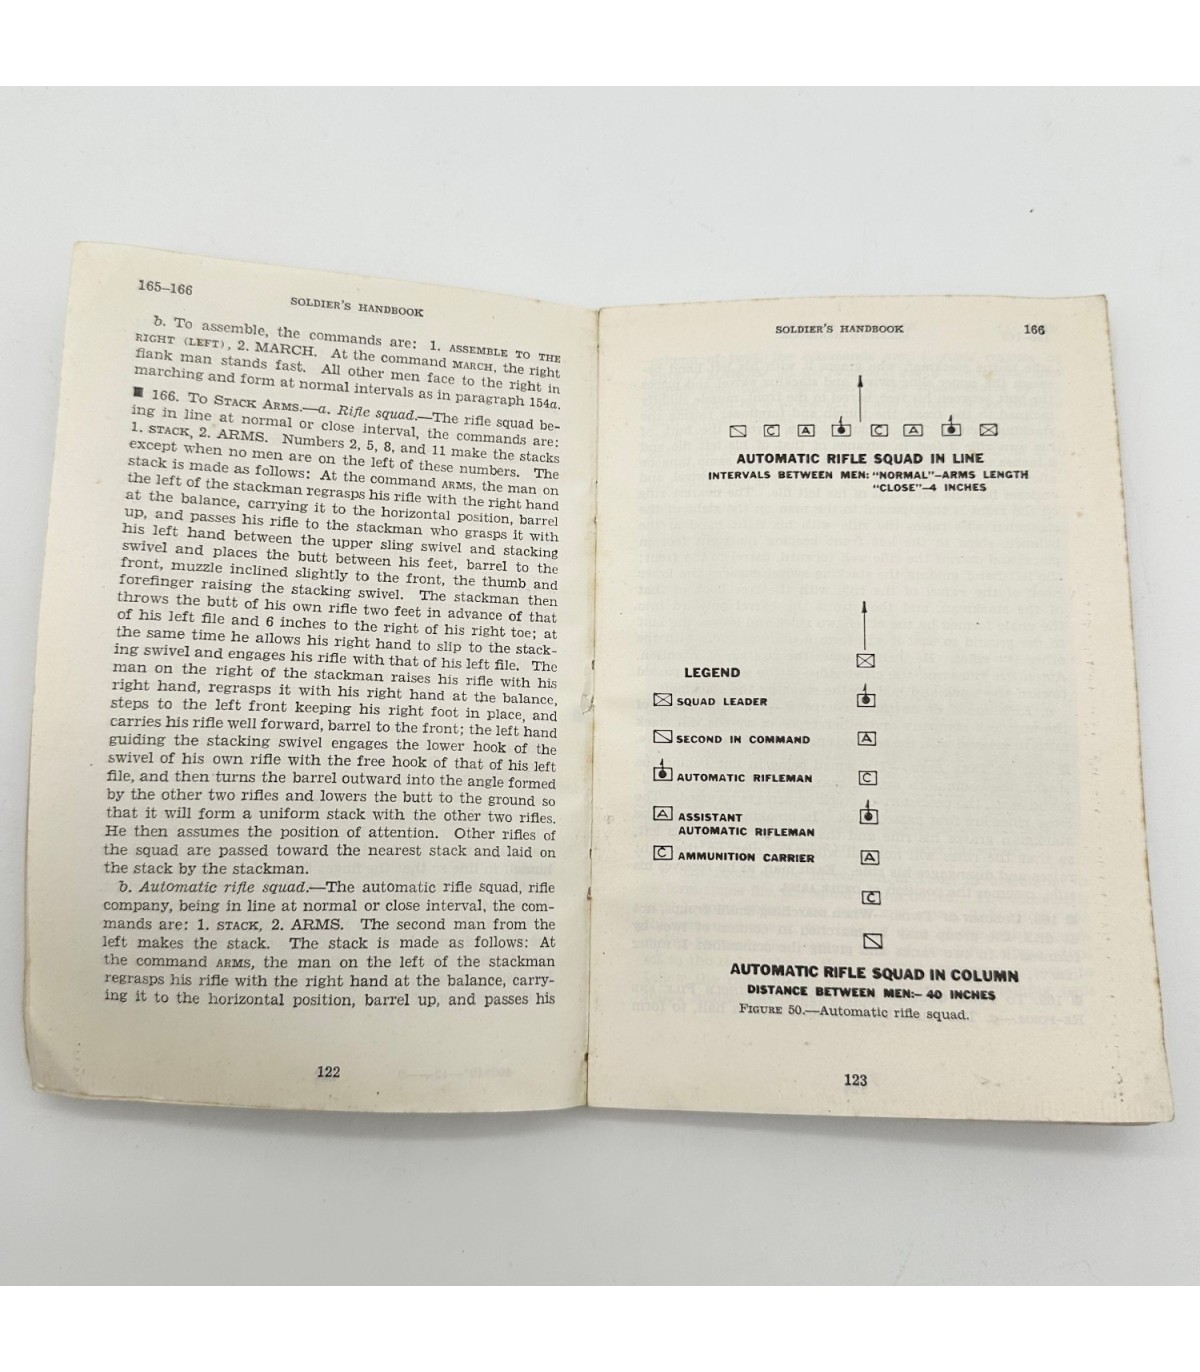 165–166
SOLDIER'S HANDBOOK
b. To assemble, the commands are: 1. ASSEMBLE TO THE
RIGHT (LEFT), 2. MARCH. At the command MARCH, the right
flank man stands fast. All other men face to the right in
marching and form at normal intervals as in paragraph 154a.
■ 166. TO STACK ARMS.—a. Rifle squad.—The rifle squad be-
ing in line at normal or close interval, the commands are:
1. STACK, 2. ARMS. Numbers 2, 5, 8, and 11 make the stacks
except when no men are on the left of these numbers. The
stack is made as follows: At the command ARMS, the man on
the left of the stackman regrasps his rifle with the right hand
at the balance, carrying it to the horizontal position, barrel
up, and passes his rifle to the stackman who grasps it with
his left hand between the upper sling swivel and stacking
swivel and places the butt between his feet, barrel to the
front, muzzle inclined slightly to the front, the thumb and
forefinger raising the stacking swivel. The stackman then
throws the butt of his own rifle two feet in advance of that
of his left file and 6 inches to the right of his right toe; at
the same time he allows his right hand to slip to the stack-
ing swivel and engages his rifle with that of his left file. The
man on the right of the stackman raises his rifle with his
right hand, regrasps it with his right hand at the balance,
steps to the left front keeping his right foot in place, and
carries his rifle well forward, barrel to the front; the left hand
guiding the stacking swivel engages the lower hook of the
swivel of his own rifle with the free hook of that of his left
file, and then turns the barrel outward into the angle formed
by the other two rifles and lowers the butt to the ground so
that it will form a uniform stack with the other two rifles.
He then assumes the position of attention. Other rifles of
the squad are passed toward the nearest stack and laid on
the stack by the stackman.
b. Automatic rifle squad.—The automatic rifle squad, rifle
company, being in line at normal or close interval, the com-
mands are: 1. STACK, 2. ARMS. The second man from the
left makes the stack. The stack is made as follows: At
the command ARMS, the man on the left of the stackman
regrasps his rifle with the right hand at the balance, carry-
ing it to the horizontal position, barrel up, and passes his
122
SOLDIER'S HANDBOOK
166
C A C A
AUTOMATIC RIFLE SQUAD IN LINE
INTERVALS BETWEEN MEN: "NORMAL"–ARMS LENGTH
"CLOSE"–4 INCHES
LEGEND
SQUAD LEADER
SECOND IN COMMAND
AUTOMATIC RIFLEMAN
A ASSISTANT
AUTOMATIC RIFLEMAN
C AMMUNITION CARRIER
A
C
A
C
AUTOMATIC RIFLE SQUAD IN COLUMN
DISTANCE BETWEEN MEN:– 40 INCHES
FIGURE 50.—Automatic rifle squad.
123